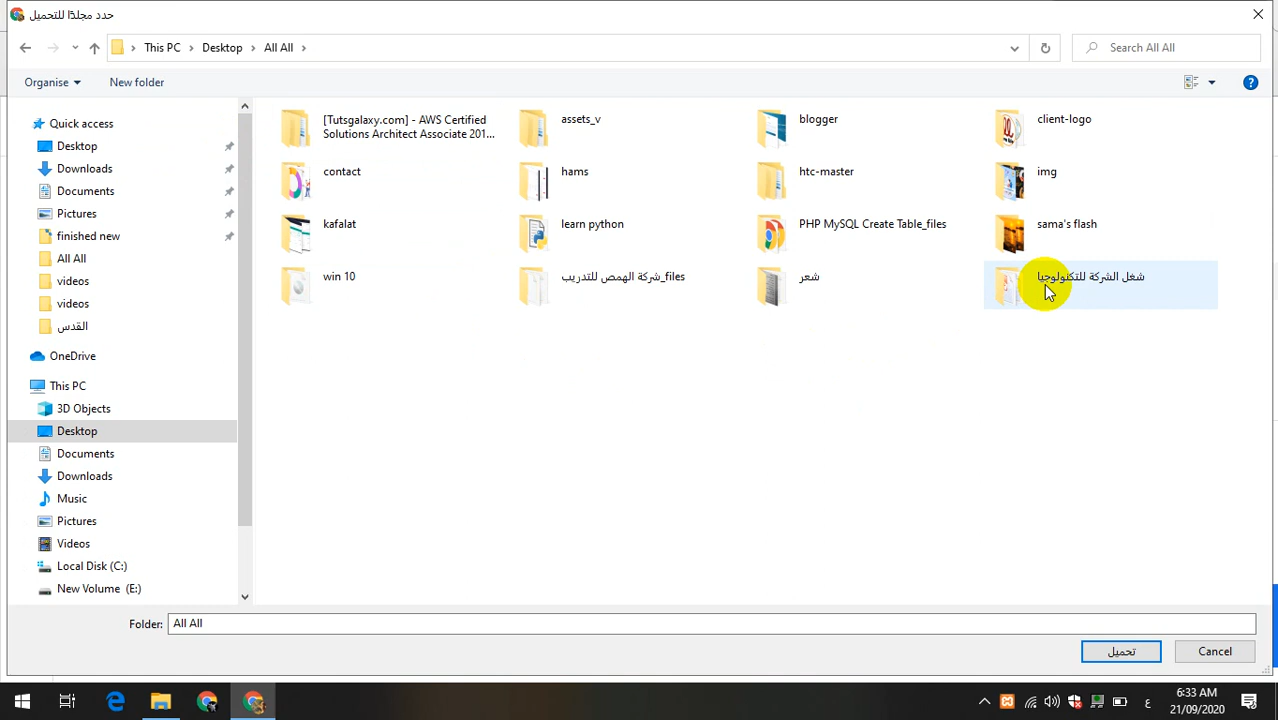 حدد مجلدًا للتحميل
This PC
Desktop
All All
Search All All
Organise
New folder
Quick access
Desktop
Downloads
Documents
Pictures
finished new
All All
videos
videos
القدس
OneDrive
This PC
3D Objects
Desktop
Documents
Downloads
Music
Pictures
Videos
Local Disk (C:)
New Volume (E:)
[Tutsgalaxy.com] - AWS Certified
Solutions Architect Associate 201...
assets_v
blogger
client-logo
contact
hams
htc-master
img
kafalat
learn python
PHP MySQL Create Table_files
sama's flash
win 10
شركة الهمص للتدريب_files
شعر
شغل الشركة للتكنولوجيا
Folder:
All All
تحميل
Cancel
ع
6:33 AM
21/09/2020